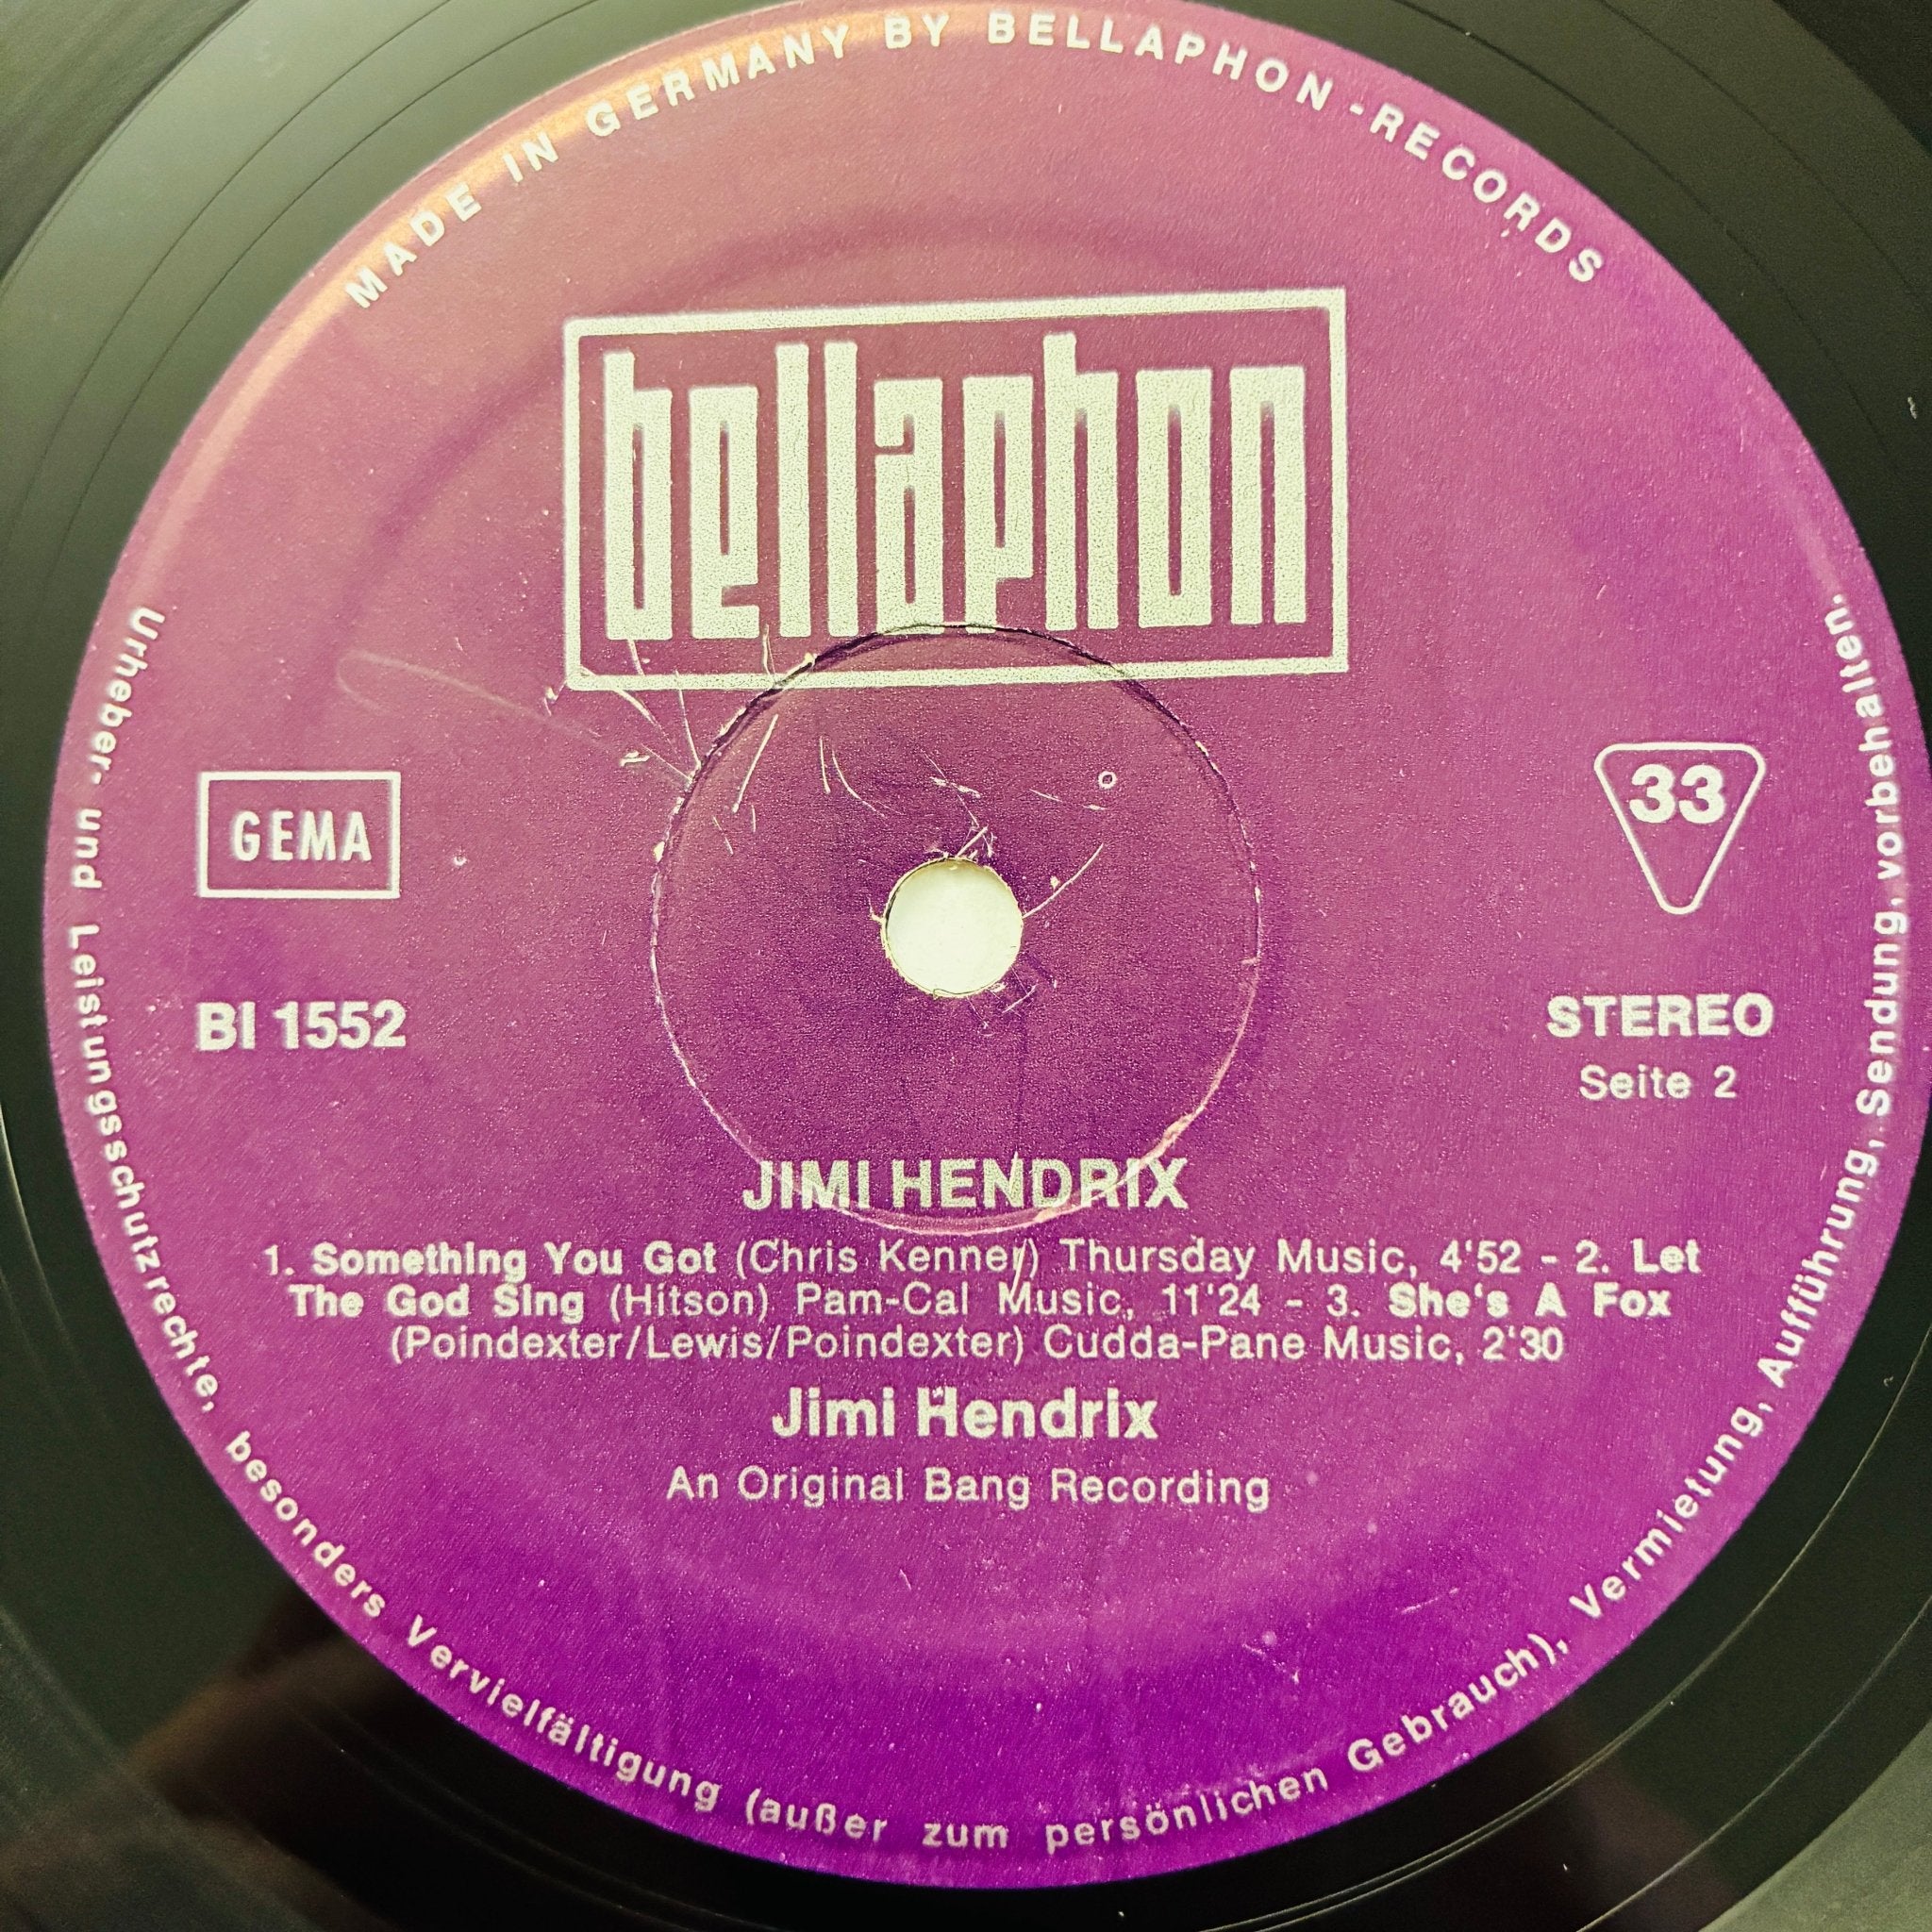 MADE IN GERMANY BY BELLAPHON-RECORDS
bellaphon
GEMA
33
BI 1552
STEREO
Seite 2
JIMI HENDRIX
1. Something You Got (Chris Kenner) Thursday Music, 4'52 - 2. Let
The God Sing (Hitson) Pam-Cal Music, 11'24 - 3. She's A Fox
(Poindexter/Lewis/Poindexter) Cudda-Pane Music, 2'30
Jimi Hendrix
An Original Bang Recording
Urheber- und Leistungsschutzrechte, besonders Vervielfältigung (außer zum persönlichen Gebrauch), Vermietung, Aufführung, Sendung, vorbehalten.